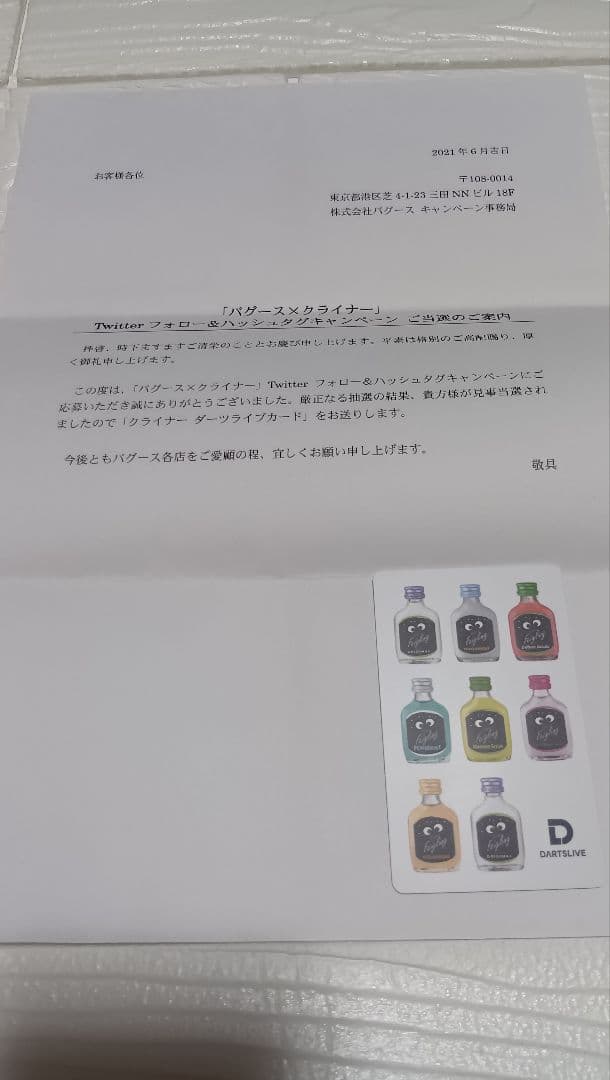 2021年6月吉日
お客様各位
〒108-0014
東京都港区芝4-1-23 三田NNビル18F
株式会社バグース キャンペーン事務局
「バグース×クライナー」
Twitter フォロー&ハッシュタグキャンペーン ご当選のご案内
拝啓、時下ますますご清栄のこととお慶び申し上げます。平素は格別のご高配賜り、厚
く御礼申し上げます。
この度は、「バグース×クライナー」Twitter フォロー&ハッシュタグキャンペーンにご
応募いただき誠にありがとうございました。厳正なる抽選の結果、貴方様が見事当選され
ましたので「クライナー ダーツライブカード」をお送りします。
今後ともバグース各店をご愛顧の程、宜しくお願い申し上げます。
敬具
Feigling
Feigling
Feigling
Feigling
Feigling
Feigling
Feigling
Feigling
D
DARTSLIVE